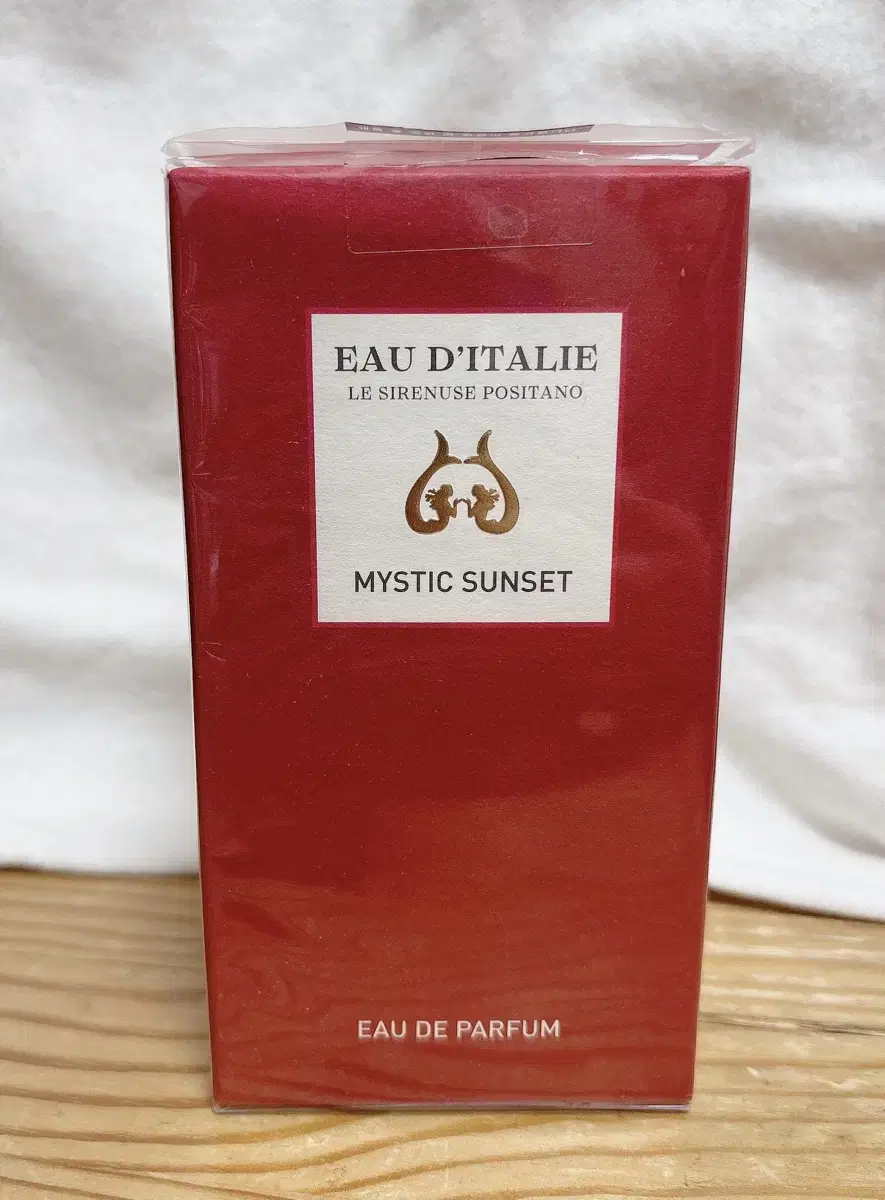 EAU D'ITALIE
LE SIRENUSE POSITANO
MYSTIC SUNSET
EAU DE PARFUM